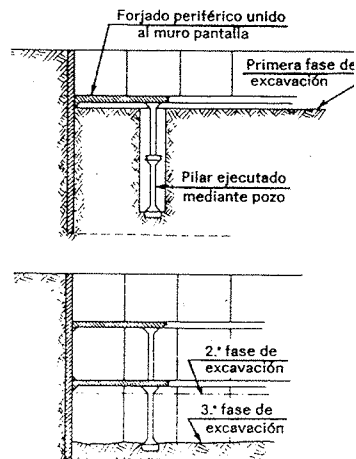 Forjado periférico unido
al muro pantalla
Primera fase de
excavación
Pilar ejecutado
mediante pozo
2.ª fase de
excavación
3.ª fase de
excavación